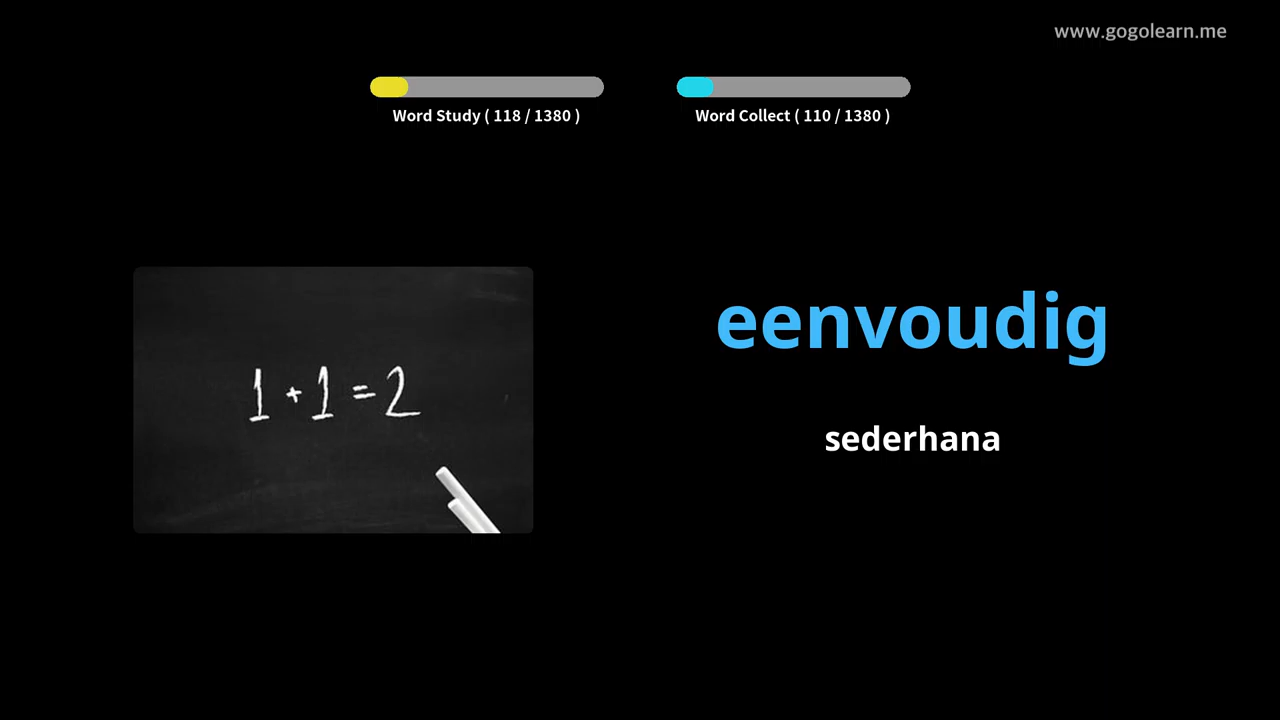 www.gogolearn.me
Word Study ( 118 / 1380 )
Word Collect ( 110 / 1380 )
1 + 1 = 2
eenvoudig
sederhana